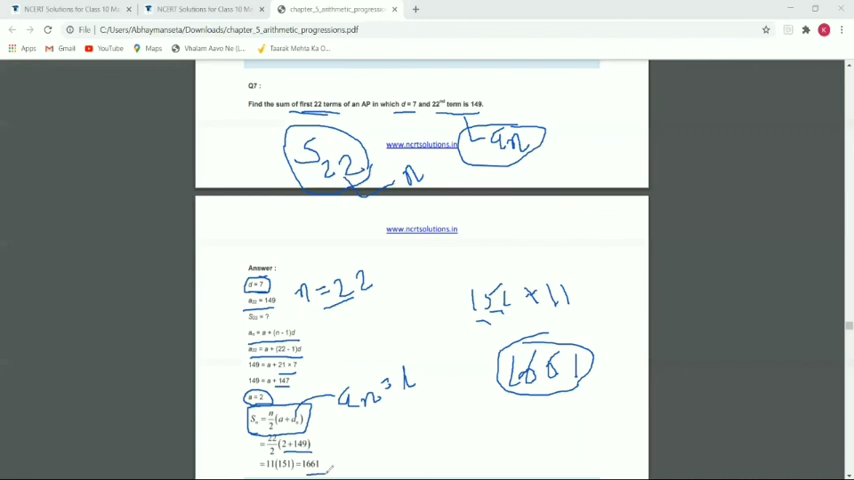 NCERT Solutions for Class 10 M
NCERT Solutions for Class 10 M
chapter_5_arithmetic_progressio
File | C:/Users/Abhaymanseta/Downloads/chapter_5_arithmetic_progressions.pdf
K
Apps Gmail YouTube Maps Vhalam Aavo Ne (... Taarak Mehta Ka O...
Q7 :
Find the sum of first 22 terms of an AP in which d = 7 and 22nd term is 149.
www.ncrtsolutions.in
an
S22
n
www.ncrtsolutions.in
Answer :
d = 7
n = 22
151 × 11
a22 = 149
S22 = ?
an = a + (n - 1)d
a22 = a + (22 - 1)d
149 = a + 21 × 7
1661
149 = a + 147
a = 2
an = l
Sn = n/2 (a + an)
= 22/2 (2 + 149)
= 11(151) = 1661